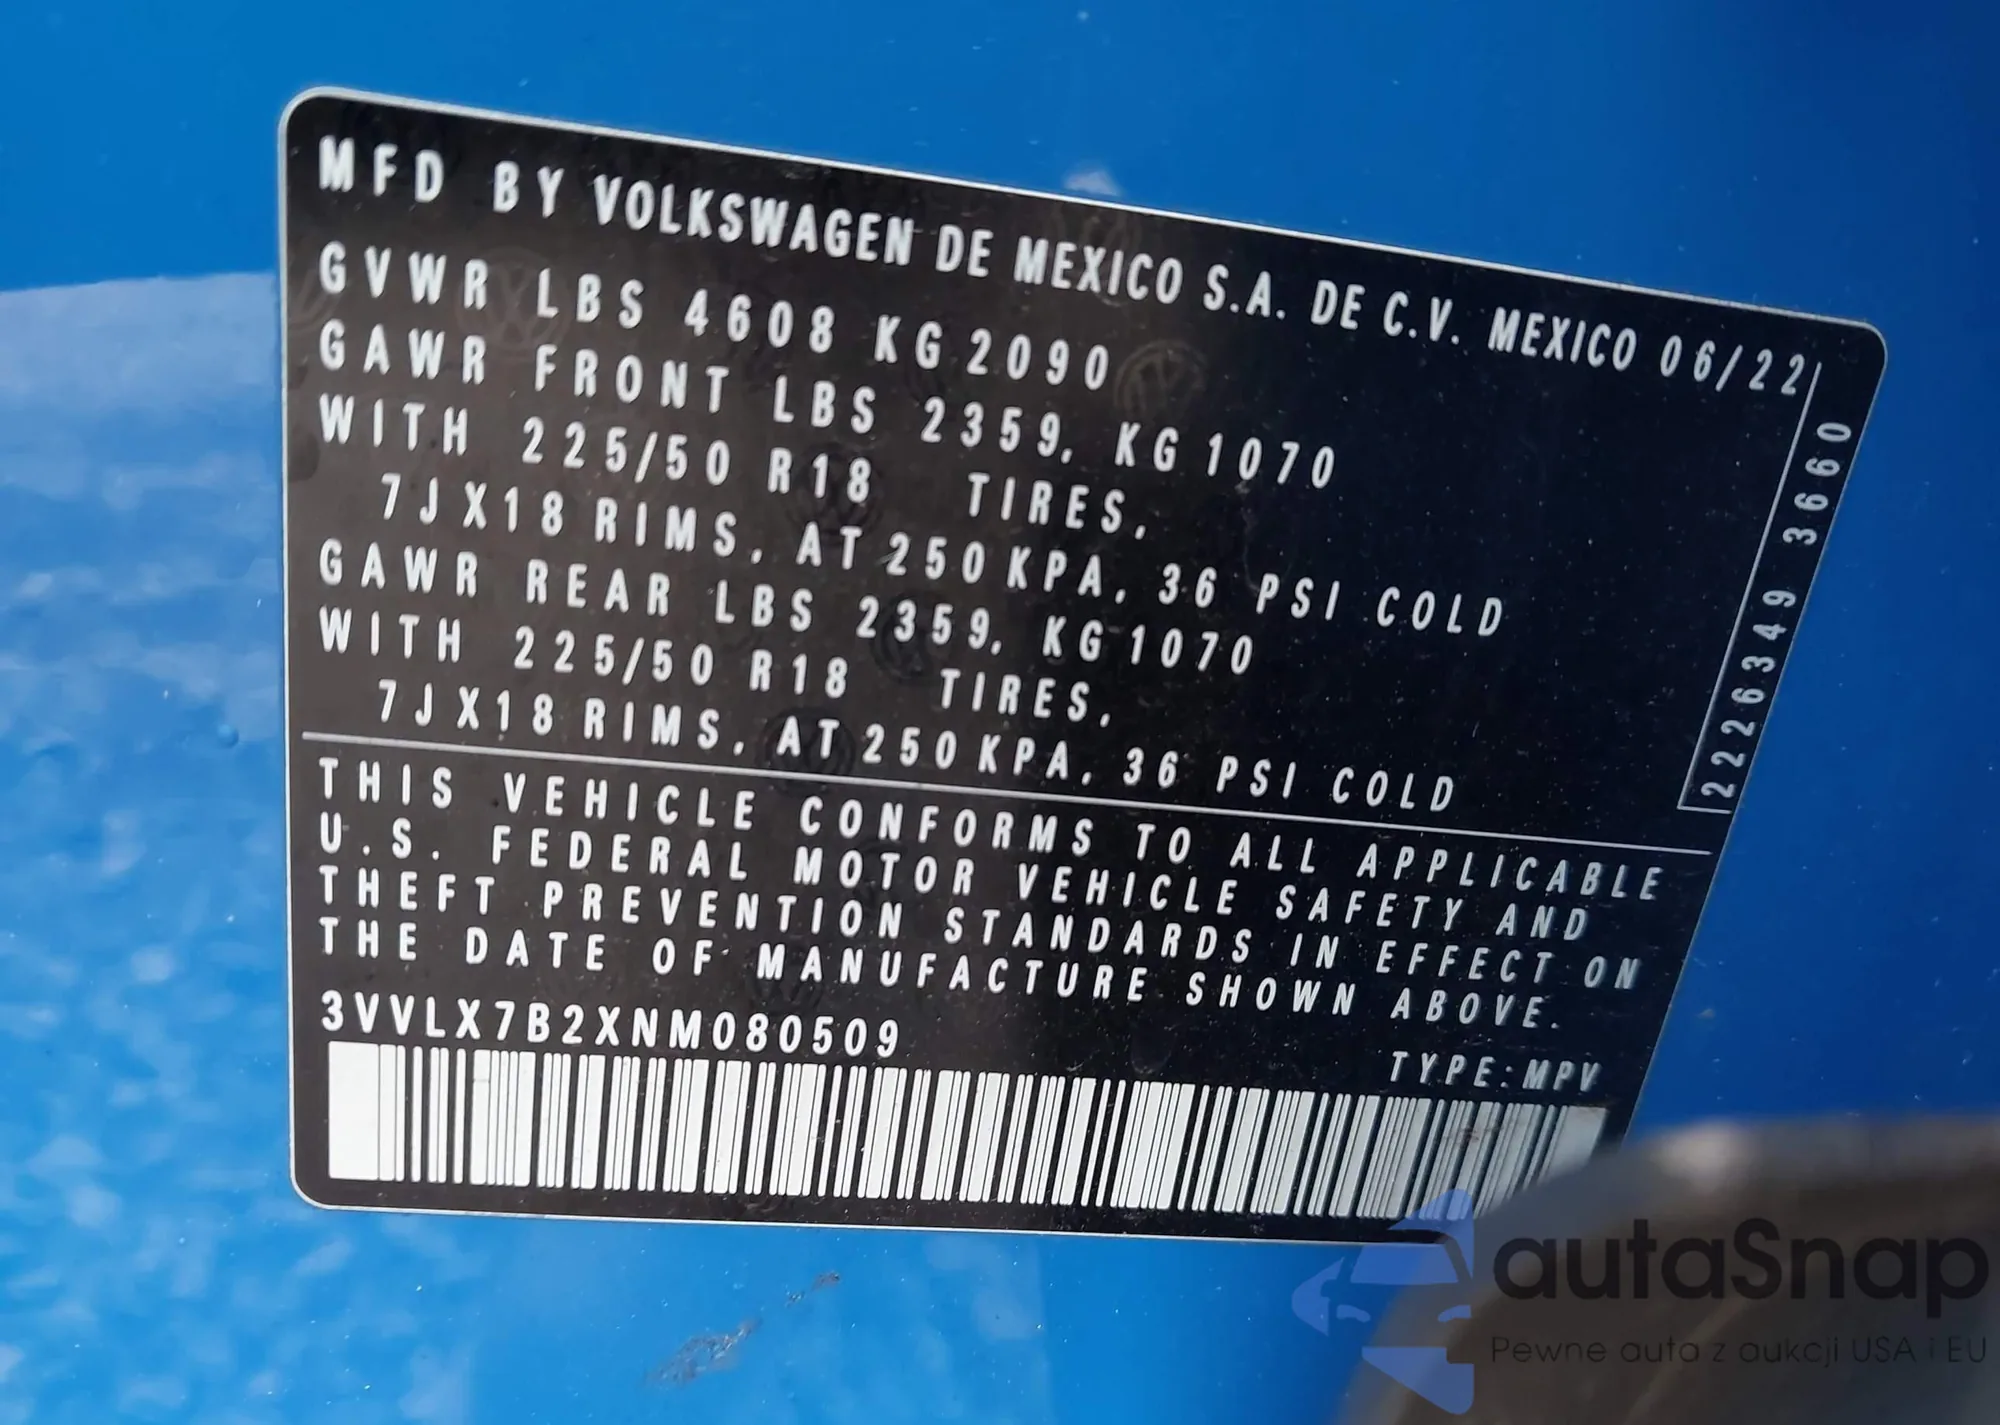 MFD BY VOLKSWAGEN DE MEXICO S.A. DE C.V. MEXICO 06/22
GVWR LBS 4608 KG 2090
GAWR FRONT LBS 2359, KG 1070
WITH 225/50 R18 TIRES,
7JX18 RIMS, AT 250 KPA, 36 PSI COLD
GAWR REAR LBS 2359, KG 1070
WITH 225/50 R18 TIRES,
7JX18 RIMS, AT 250 KPA, 36 PSI COLD
2226349 3660
THIS VEHICLE CONFORMS TO ALL APPLICABLE
U.S. FEDERAL MOTOR VEHICLE SAFETY AND
THEFT PREVENTION STANDARDS IN EFFECT ON
THE DATE OF MANUFACTURE SHOWN ABOVE.
3VVLX7B2XNM080509
TYPE:MPV
autaSnap
Pewne auta z aukcji USA i EU